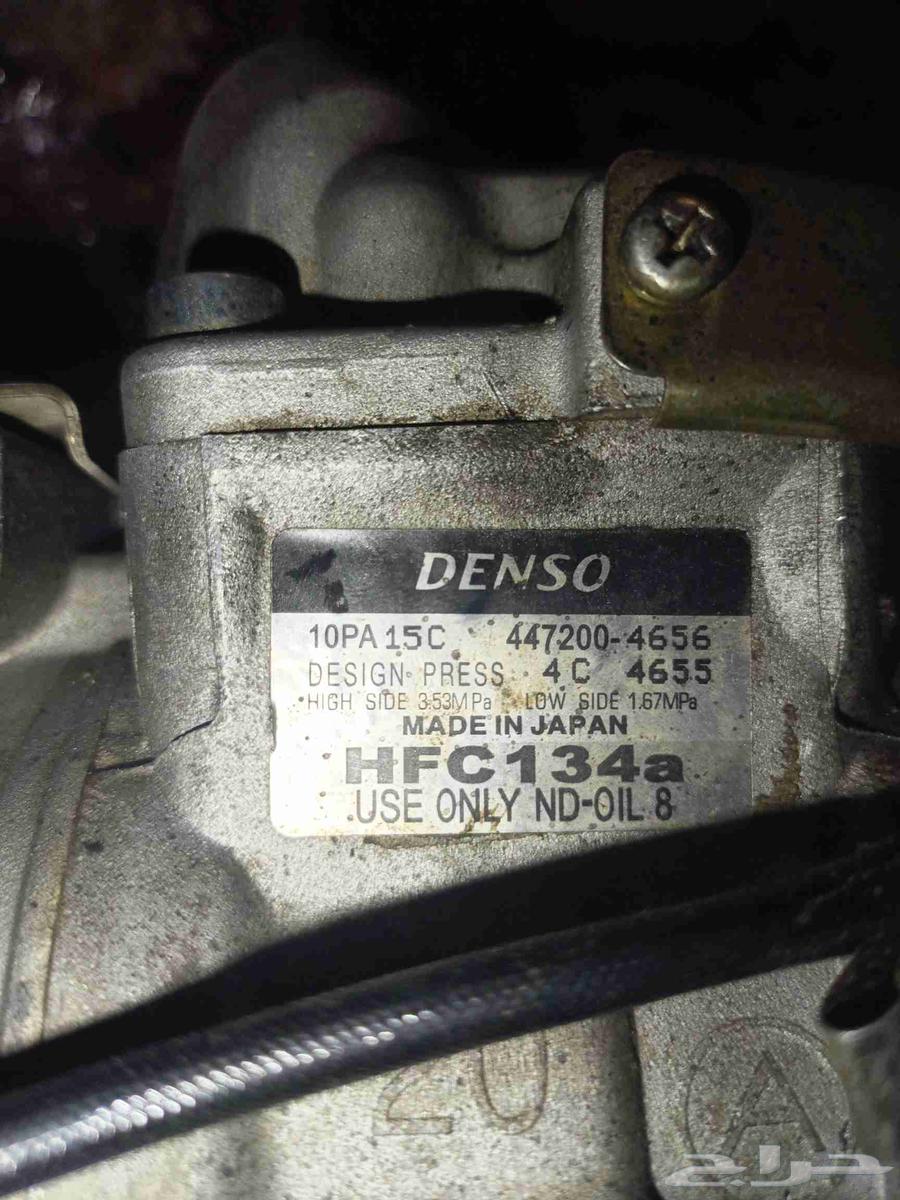 DENSO
10PA15C 447200-4656
DESIGN PRESS 4C 4655
HIGH SIDE 3.53MPa LOW SIDE 1.67MPa
MADE IN JAPAN
HFC134a
USE ONLY ND-OIL 8
20
A
حراج